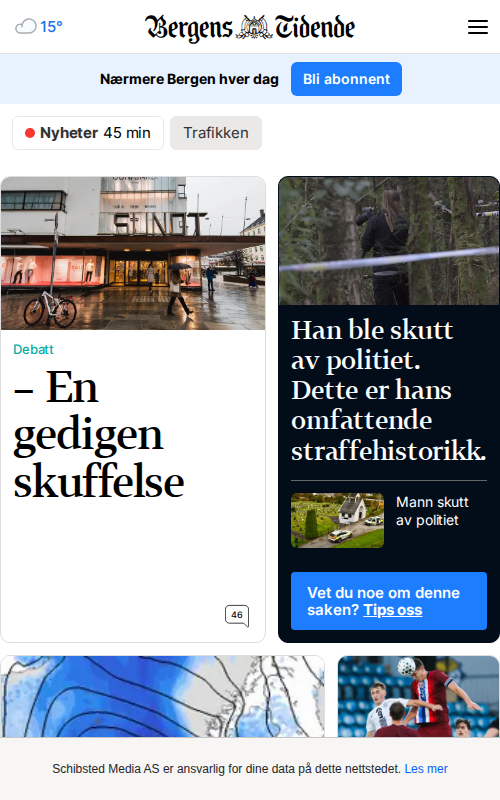 15°
Bergens Tidende
Nærmere Bergen hver dag
Bli abonnent
Nyheter 45 min
Trafikken
SUNDT
Debatt
– En
gedigen
skuffelse
46
Han ble skutt
av politiet.
Dette er hans
omfattende
straffehistorikk.
Mann skutt
av politiet
Vet du noe om denne
saken? Tips oss
Schibsted Media AS er ansvarlig for dine data på dette nettstedet. Les mer